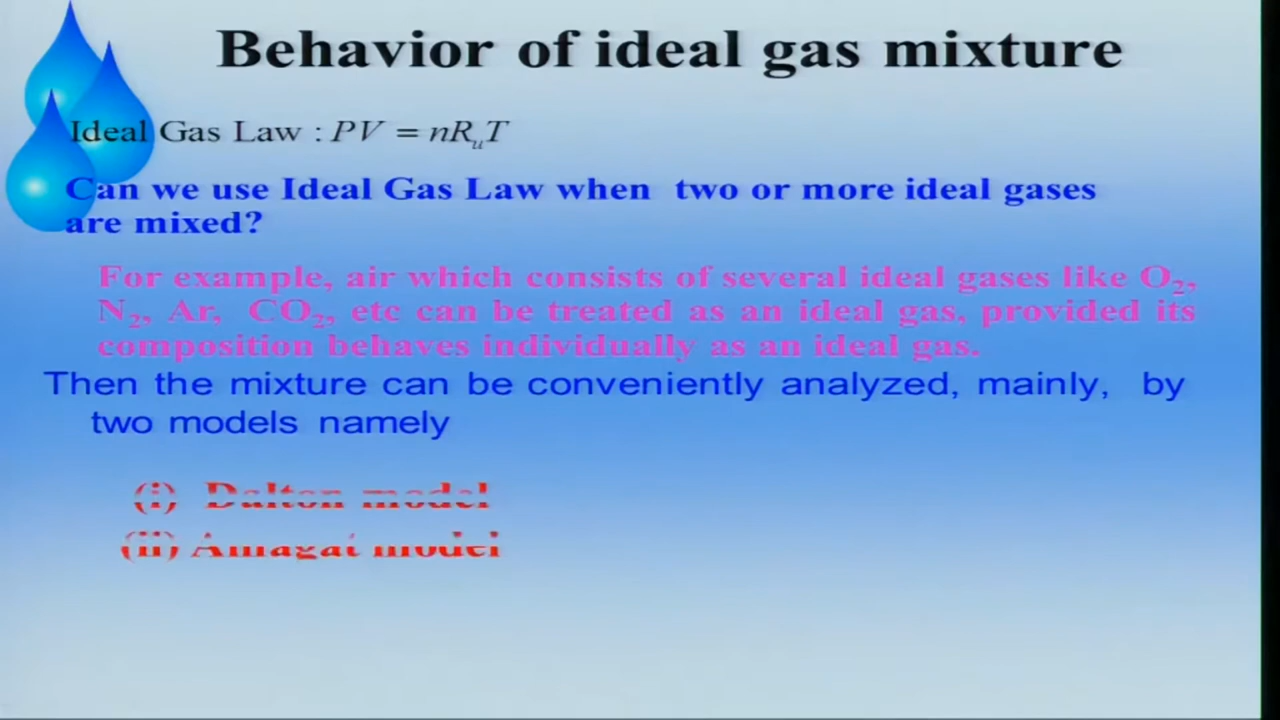 Behavior of ideal gas mixture
Ideal Gas Law : PV = nRᵤT
Can we use Ideal Gas Law when two or more ideal gases
are mixed?
For example, air which consists of several ideal gases like O₂,
N₂, Ar, CO₂, etc can be treated as an ideal gas, provided its
composition behaves individually as an ideal gas.
Then the mixture can be conveniently analyzed, mainly, by
two models namely
(i) Dalton model
(ii) Amagat model